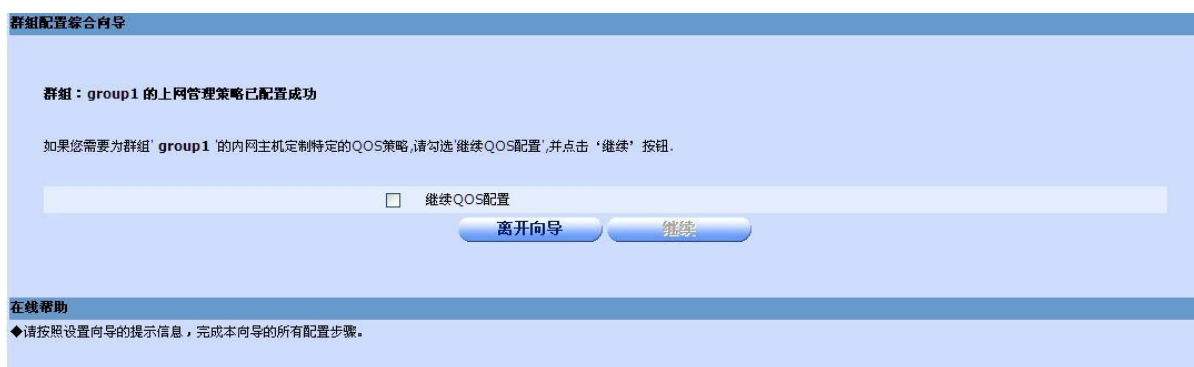 群组配置综合向导
群组：group1 的上网管理策略已配置成功
如果您需要为群组' group1 '的内网主机定制特定的QOS策略,请勾选'继续QOS配置',并点击‘继续’按钮.
继续QOS配置
离开向导 继续
在线帮助
◆请按照设置向导的提示信息，完成本向导的所有配置步骤。